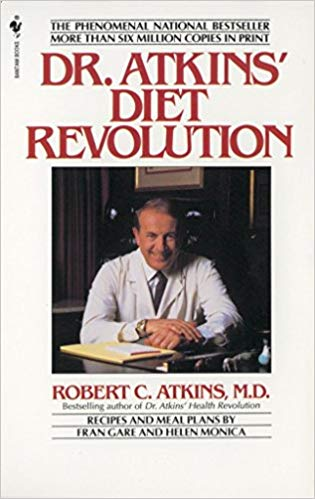 BANTAM BOOKS
THE PHENOMENAL NATIONAL BESTSELLER
MORE THAN SIX MILLION COPIES IN PRINT
DR. ATKINS'
DIET
REVOLUTION
ROBERT C. ATKINS, M.D.
Bestselling author of Dr. Atkins' Health Revolution
RECIPES AND MEAL PLANS BY
FRAN GARE AND HELEN MONICA